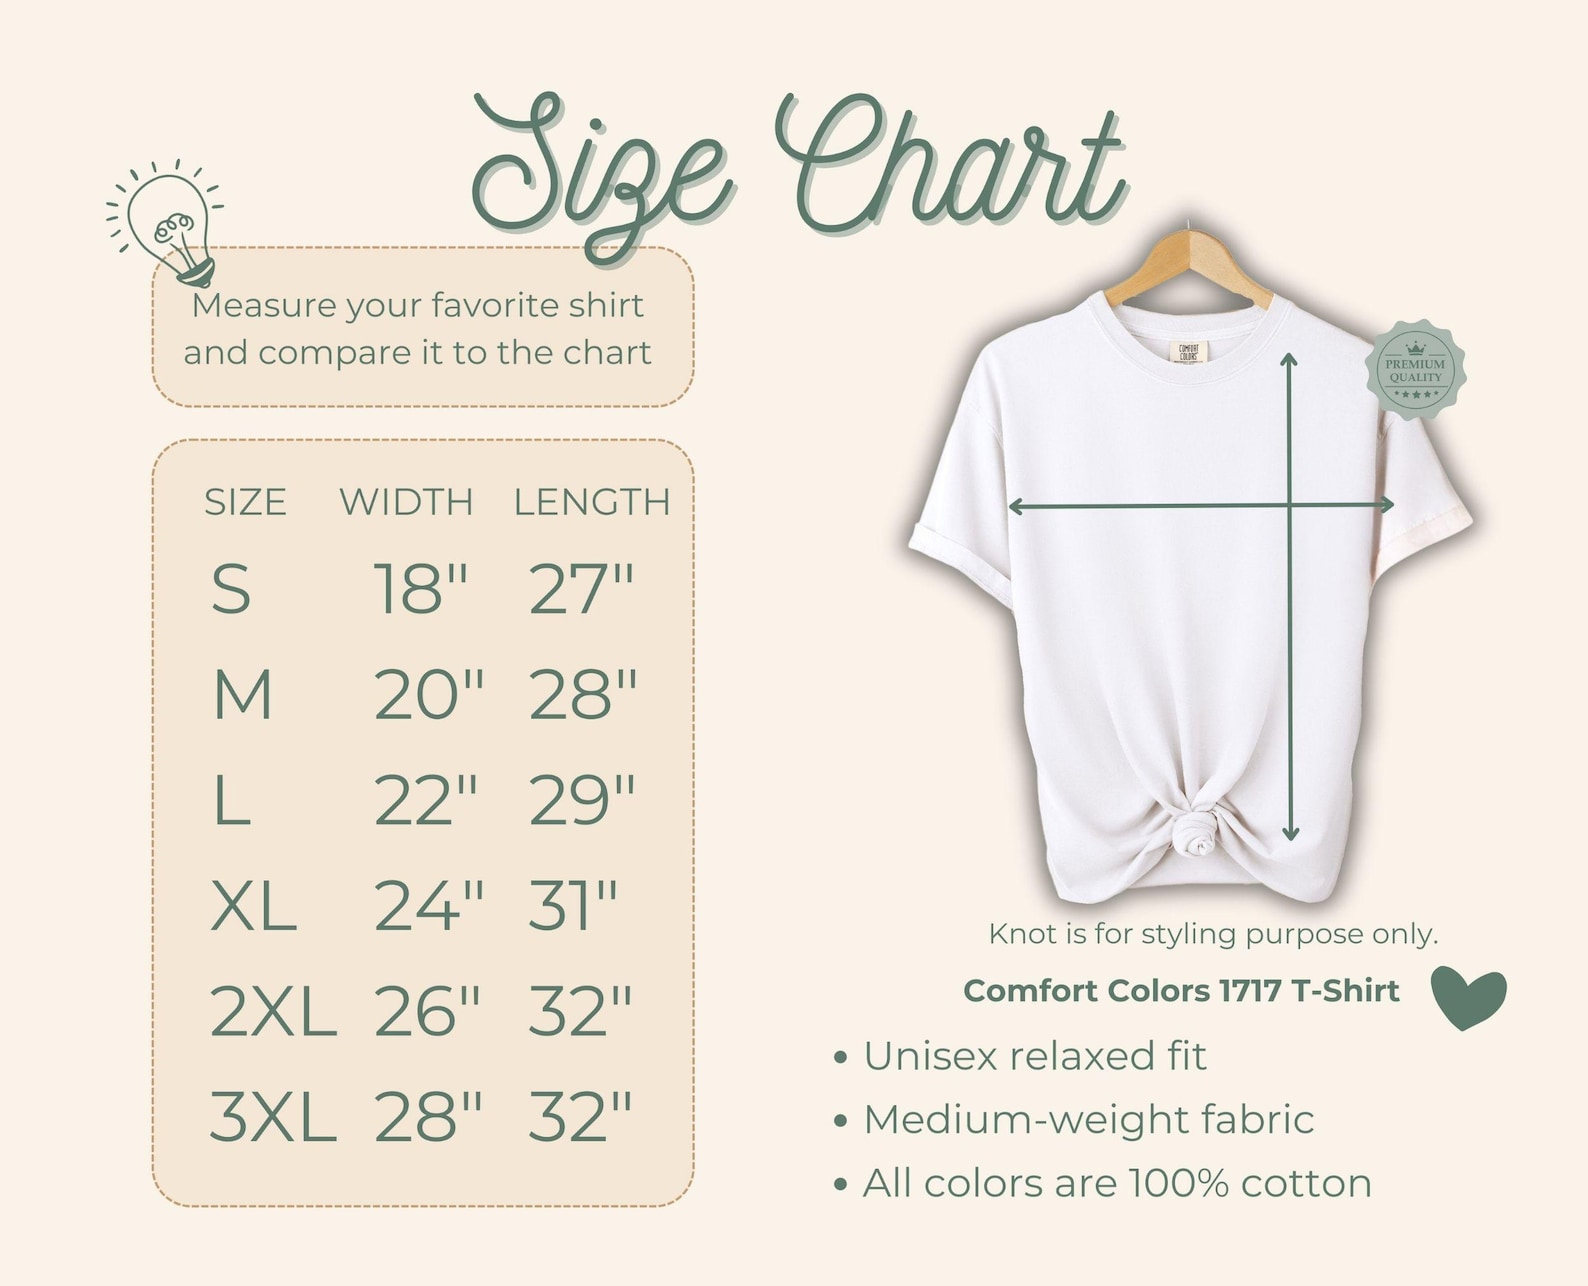 Size Chart
Measure your favorite shirt
and compare it to the chart
SIZE WIDTH LENGTH
S 18" 27"
M 20" 28"
L 22" 29"
XL 24" 31"
2XL 26" 32"
3XL 28" 32"
COMFORT
COLORS
PREMIUM
QUALITY
Knot is for styling purpose only.
Comfort Colors 1717 T-Shirt
• Unisex relaxed fit
• Medium-weight fabric
• All colors are 100% cotton